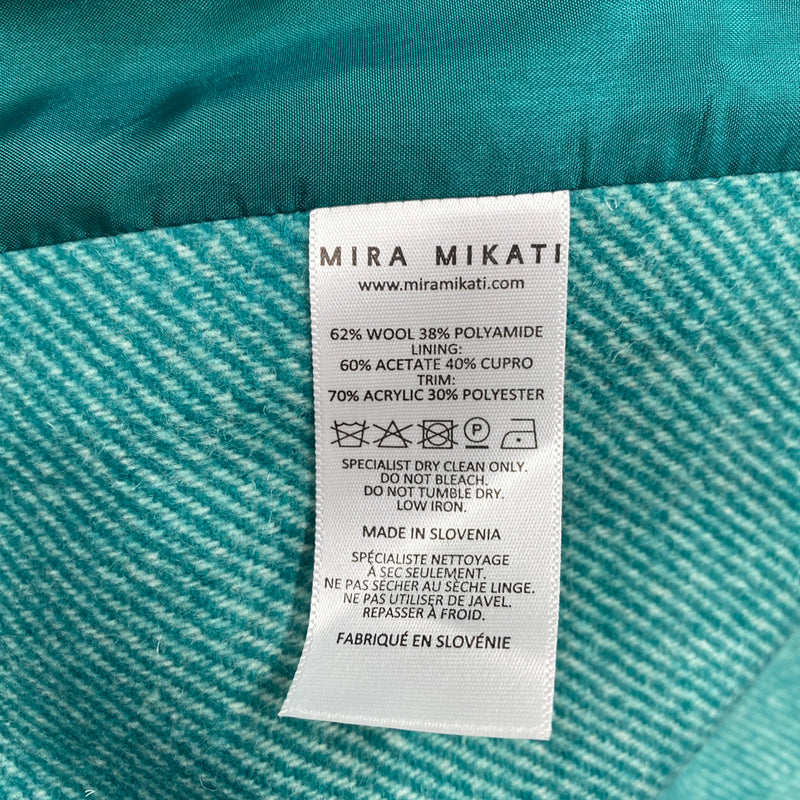 MIRA MIKATI
www.miramikati.com
62% WOOL 38% POLYAMIDE
LINING:
60% ACETATE 40% CUPRO
TRIM:
70% ACRYLIC 30% POLYESTER
P
SPECIALIST DRY CLEAN ONLY.
DO NOT BLEACH.
DO NOT TUMBLE DRY.
LOW IRON.
MADE IN SLOVENIA
SPÉCIALISTE NETTOYAGE
À SEC SEULEMENT.
NE PAS SÉCHER AU SÈCHE LINGE.
NE PAS UTILISER DE JAVEL.
REPASSER À FROID.
FABRIQUÉ EN SLOVÉNIE